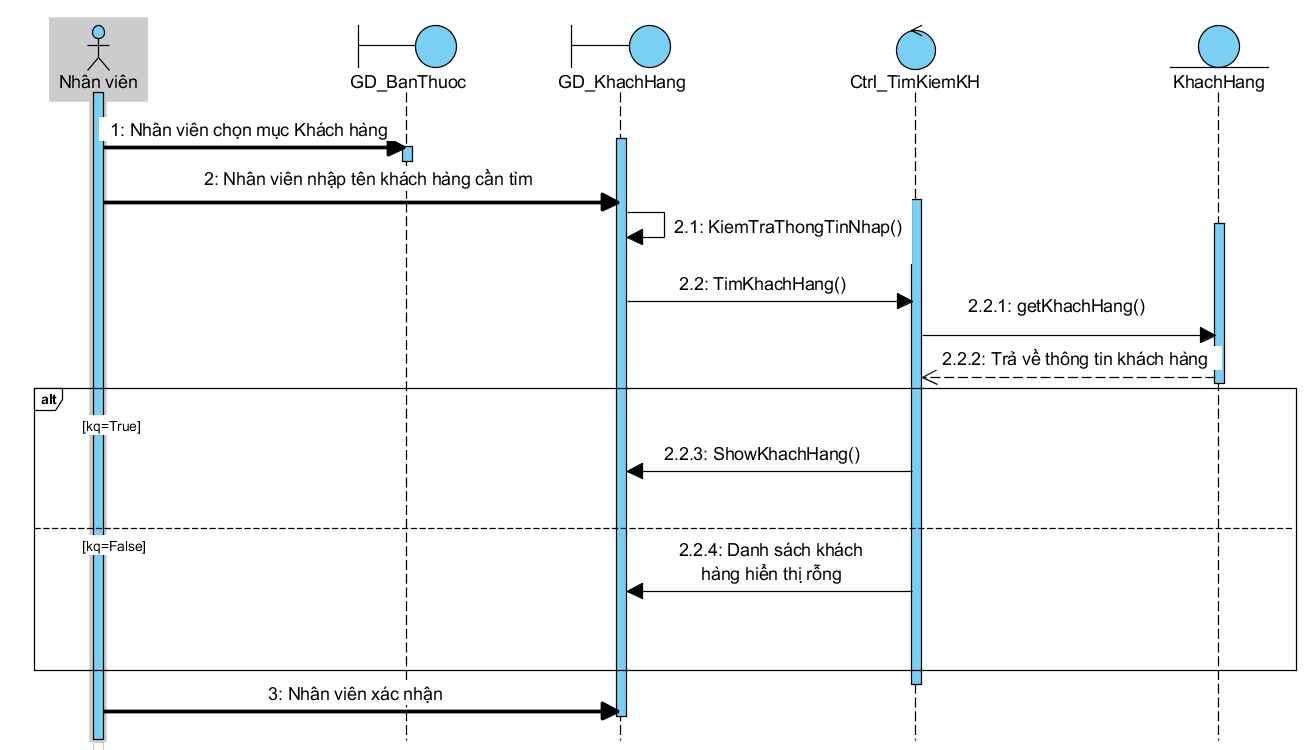 Nhân viên
GD_BanThuoc
GD_KhachHang
Ctrl_TimKiemKH
KhachHang
1: Nhân viên chọn mục Khách hàng
2: Nhân viên nhập tên khách hàng cần tìm
2.1: KiemTraThongTinNhap()
2.2: TimKhachHang()
2.2.1: getKhachHang()
2.2.2: Trả về thông tin khách hàng
alt
[kq=True]
2.2.3: ShowKhachHang()
[kq=False]
2.2.4: Danh sách khách
hàng hiển thị rỗng
3: Nhân viên xác nhận